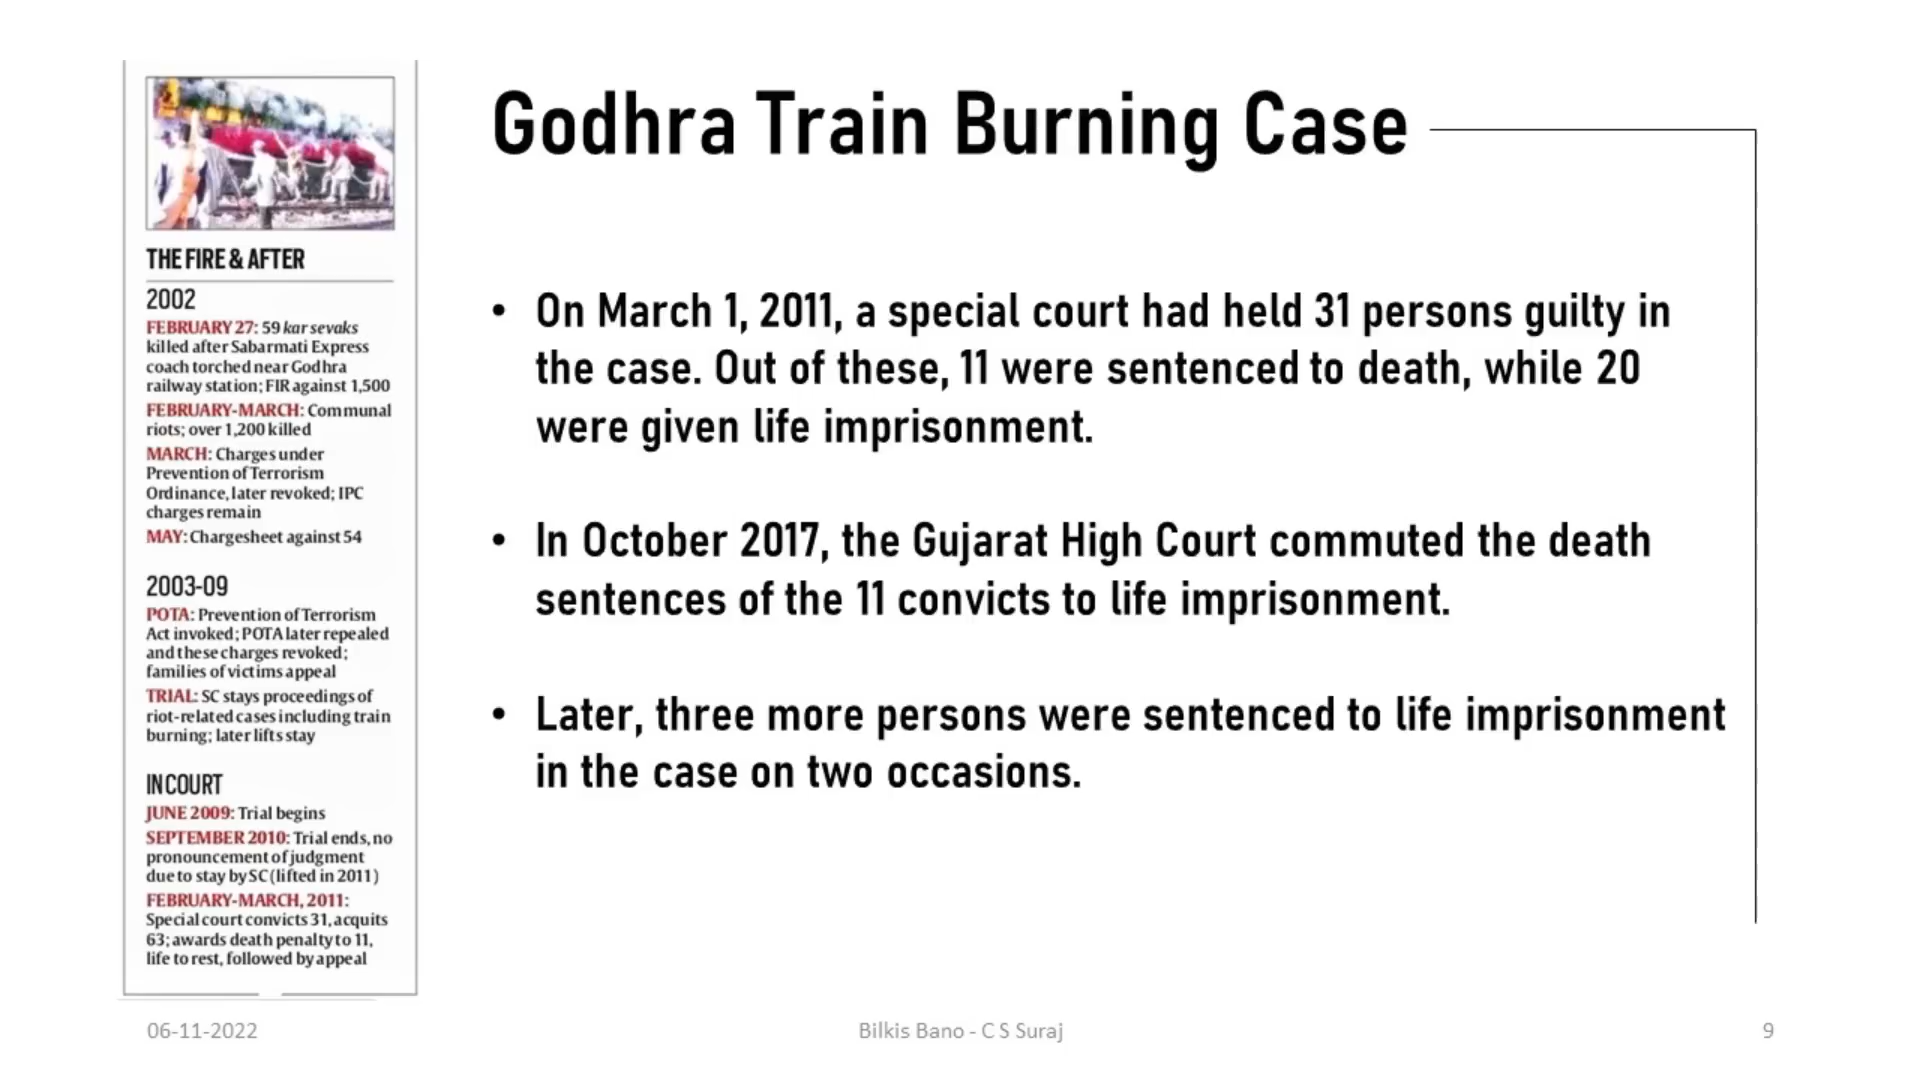 Godhra Train Burning Case
THE FIRE & AFTER
2002
FEBRUARY 27: 59 kar sevaks
killed after Sabarmati Express
coach torched near Godhra
railway station; FIR against 1,500
FEBRUARY-MARCH: Communal
riots; over 1,200 killed
MARCH: Charges under
Prevention of Terrorism
Ordinance, later revoked; IPC
charges remain
MAY: Chargesheet against 54
2003-09
POTA: Prevention of Terrorism
Act invoked; POTA later repealed
and these charges revoked;
families of victims appeal
TRIAL: SC stays proceedings of
riot-related cases including train
burning; later lifts stay
IN COURT
JUNE 2009: Trial begins
SEPTEMBER 2010: Trial ends, no
pronouncement of judgment
due to stay by SC (lifted in 2011)
FEBRUARY-MARCH, 2011:
Special court convicts 31, acquits
63; awards death penalty to 11,
life to rest, followed by appeal
• On March 1, 2011, a special court had held 31 persons guilty in
the case. Out of these, 11 were sentenced to death, while 20
were given life imprisonment.
• In October 2017, the Gujarat High Court commuted the death
sentences of the 11 convicts to life imprisonment.
• Later, three more persons were sentenced to life imprisonment
in the case on two occasions.
06-11-2022
Bilkis Bano - C S Suraj
9